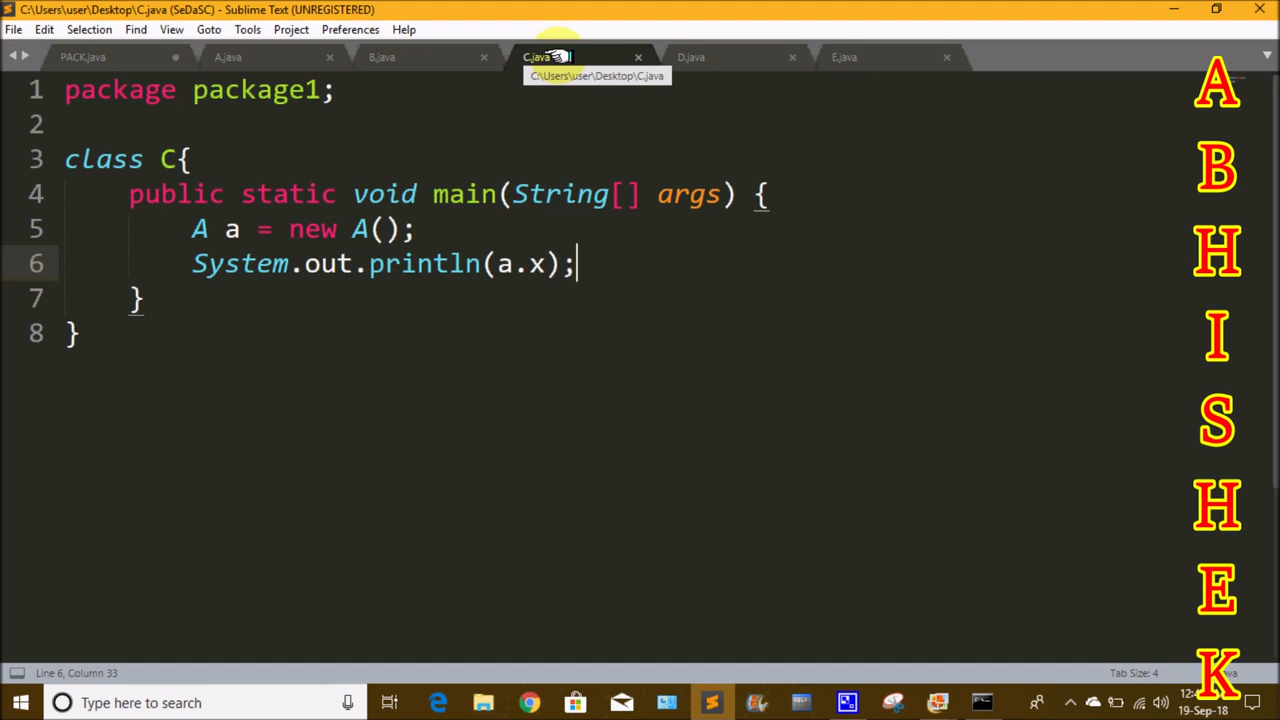 C:\Users\user\Desktop\C.java (SeDaSC) - Sublime Text (UNREGISTERED)
File Edit Selection Find View Goto Tools Project Preferences Help
PACK.java A.java B.java C.java D.java E.java
C:\Users\user\Desktop\C.java
1 package package1;
2
3 class C{
4 public static void main(String[] args) {
5 A a = new A();
6 System.out.println(a.x);
7 }
8 }
A
B
H
I
S
H
E
K
Line 6, Column 33 Tab Size: 4
Type here to search
19-Sep-18